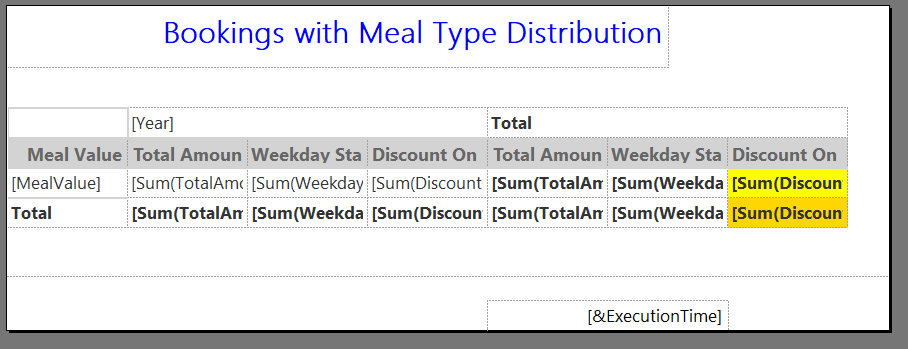 Bookings with Meal Type Distribution
[Year] Total
Meal Value Total Amoun Weekday Sta Discount On Total Amoun Weekday Sta Discount On
[MealValue] [Sum(TotalAmo [Sum(Weekday [Sum(Discount [Sum(TotalAm [Sum(Weekda [Sum(Discoun
Total [Sum(TotalAm [Sum(Weekda [Sum(Discoun [Sum(TotalAm [Sum(Weekda [Sum(Discoun
[&ExecutionTime]